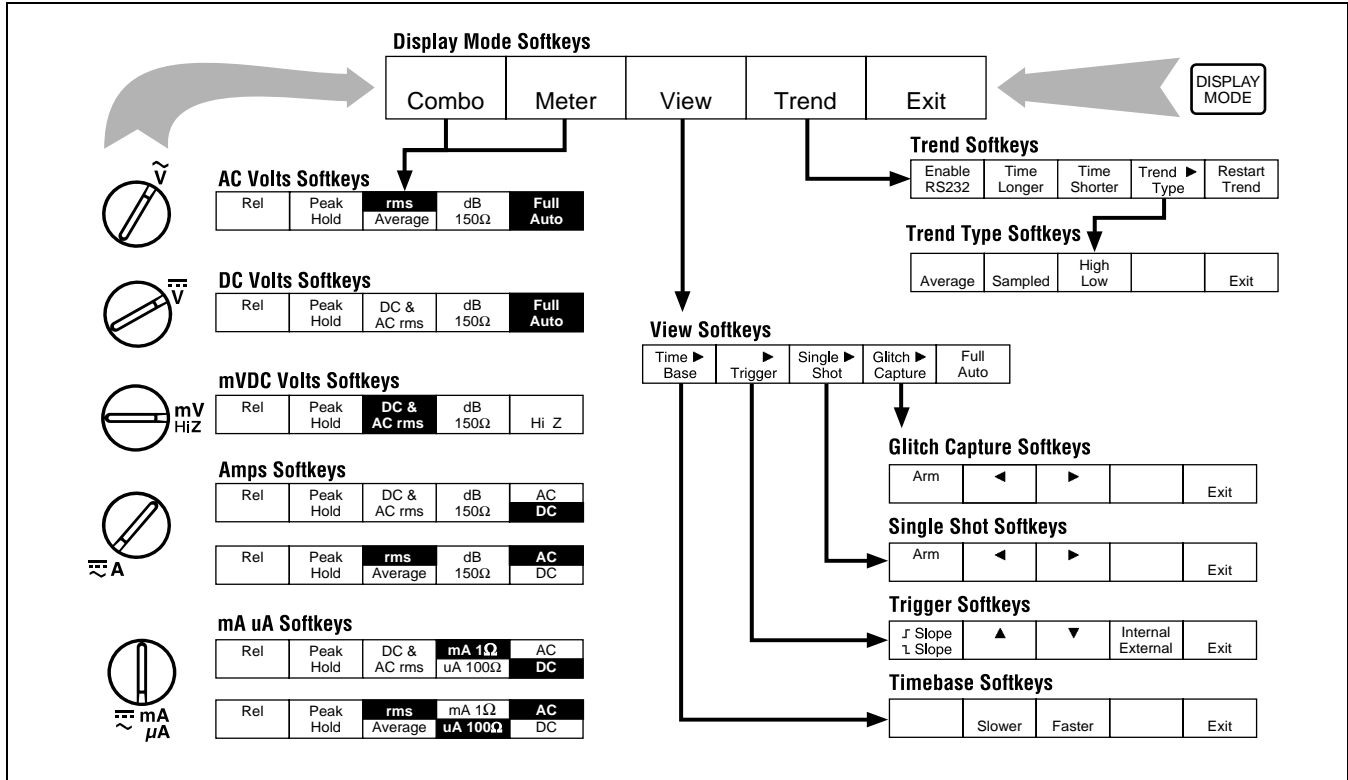 Display Mode Softkeys
Combo Meter View Trend Exit
DISPLAY
MODE
V
AC Volts Softkeys
Rel Peak rms dB Full
Hold Average 150Ω Auto
V
DC Volts Softkeys
Rel Peak DC & dB Full
Hold AC rms 150Ω Auto
mV
HiZ
mVDC Volts Softkeys
Rel Peak DC & dB
Hold AC rms 150Ω Hi Z
A
Amps Softkeys
Rel Peak DC & dB AC
Hold AC rms 150Ω DC
Rel Peak rms dB AC
Hold Average 150Ω DC
mA
µA
mA uA Softkeys
Rel Peak DC & mA 1Ω AC
Hold AC rms uA 100Ω DC
Rel Peak rms mA 1Ω AC
Hold Average uA 100Ω DC
Trend Softkeys
Enable Time Time Trend ► Restart
RS232 Longer Shorter Type Trend
Trend Type Softkeys
High
Average Sampled Low Exit
View Softkeys
Time ► ► Single ► Glitch ► Full
Base Trigger Shot Capture Auto
Glitch Capture Softkeys
Arm ◄ ►
Exit
Single Shot Softkeys
Arm ◄ ►
Exit
Trigger Softkeys
Slope ▲ ▼ Internal
Slope External Exit
Timebase Softkeys
Slower Faster Exit